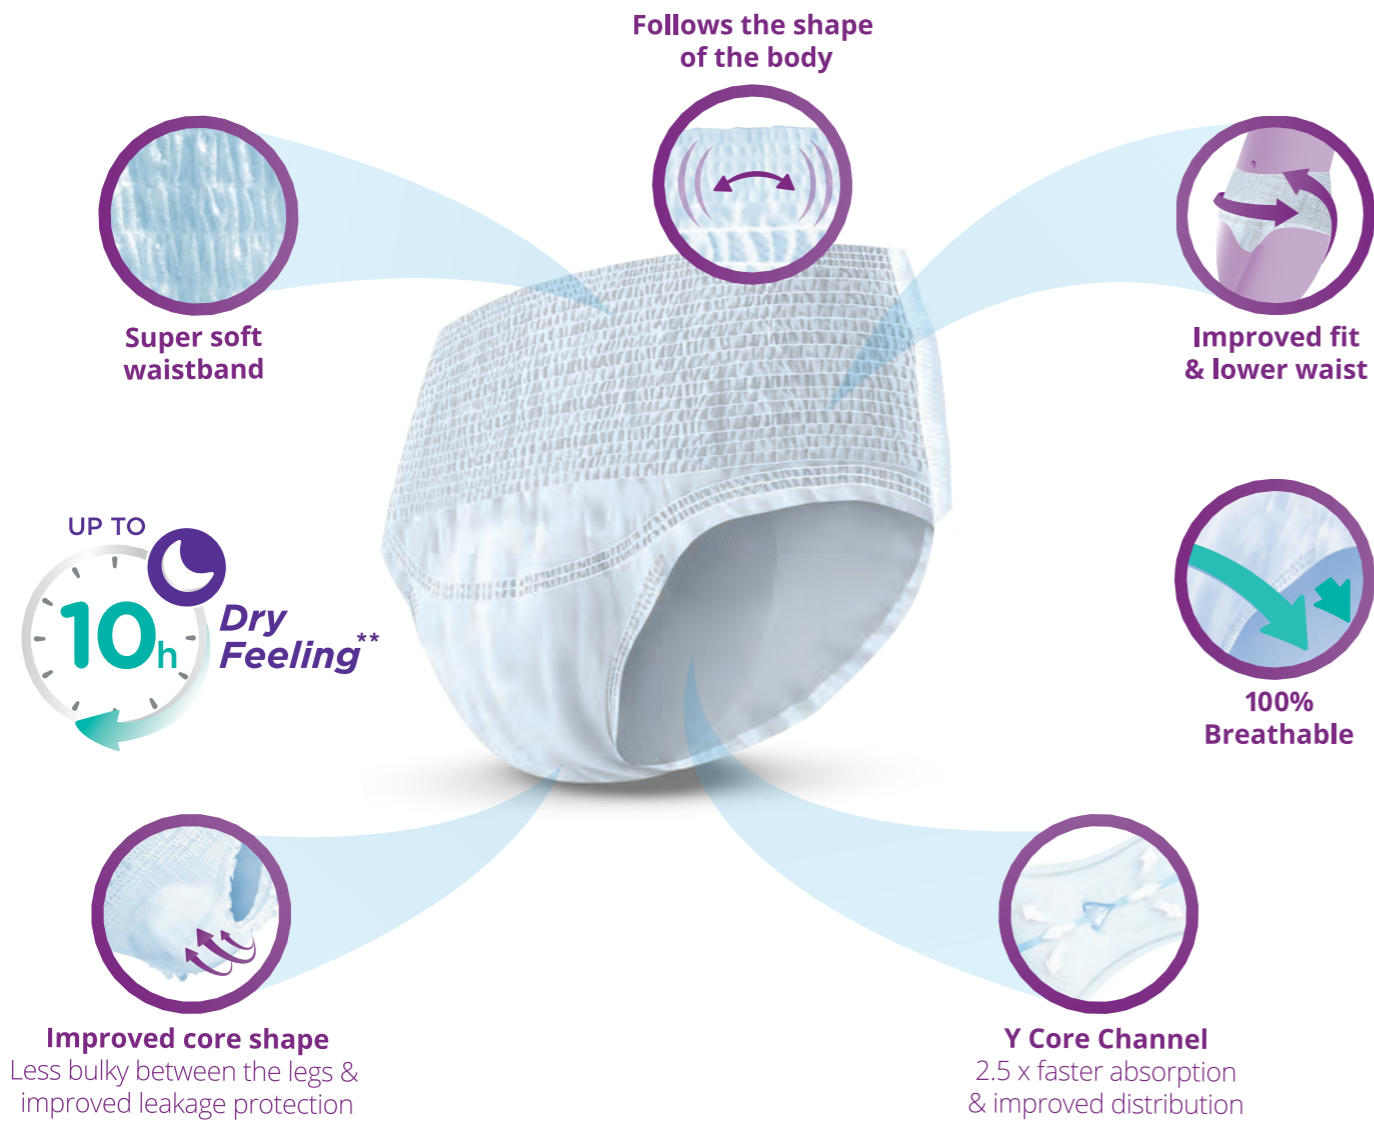 Follows the shape
of the body
Super soft
waistband
Improved fit
& lower waist
UP TO
10h
Dry
Feeling**
100%
Breathable
Improved core shape
Less bulky between the legs &
improved leakage protection
Y Core Channel
2.5 x faster absorption
& improved distribution